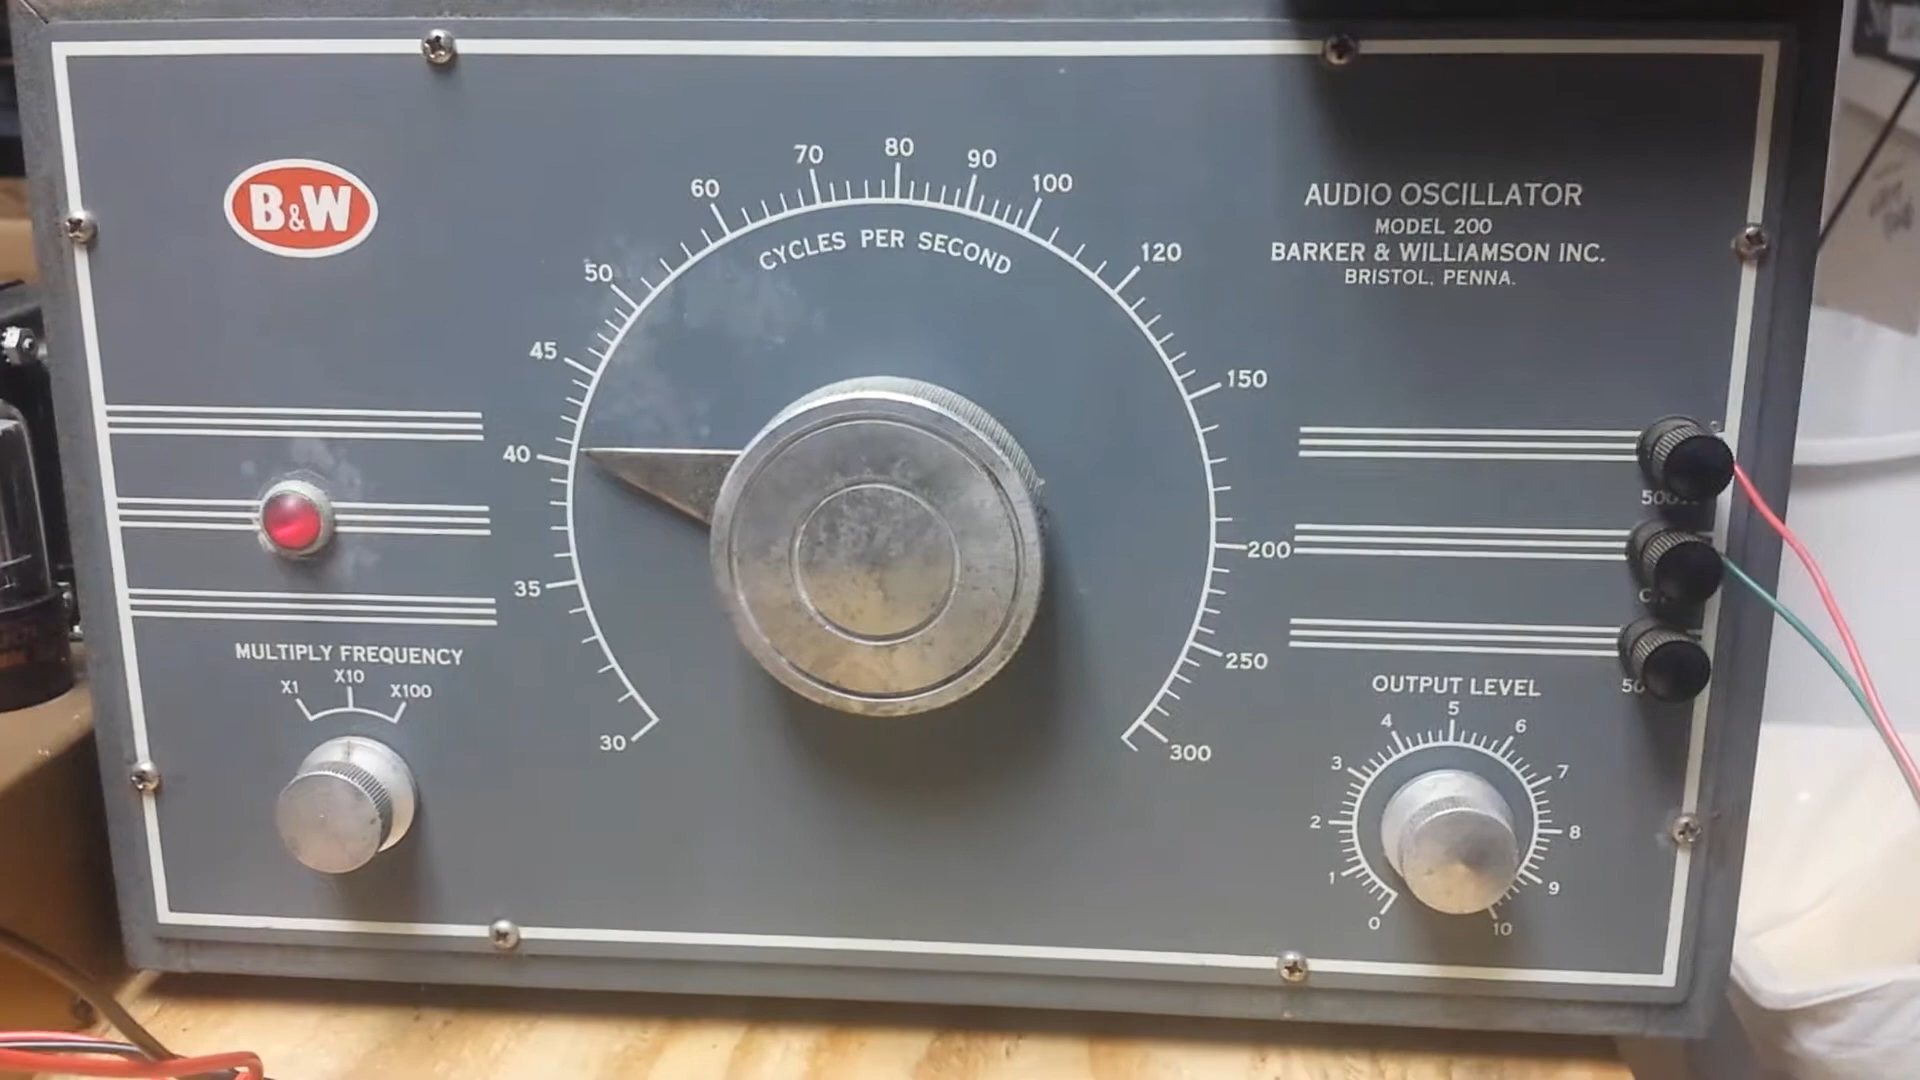 B&W
60
70
80
90
100
CYCLES PER SECOND
50
120
45
150
40
200
35
250
30
300
AUDIO OSCILLATOR
MODEL 200
BARKER & WILLIAMSON INC.
BRISTOL, PENNA.
MULTIPLY FREQUENCY
X1
X10
X100
OUTPUT LEVEL
0
1
2
3
4
5
6
7
8
9
10